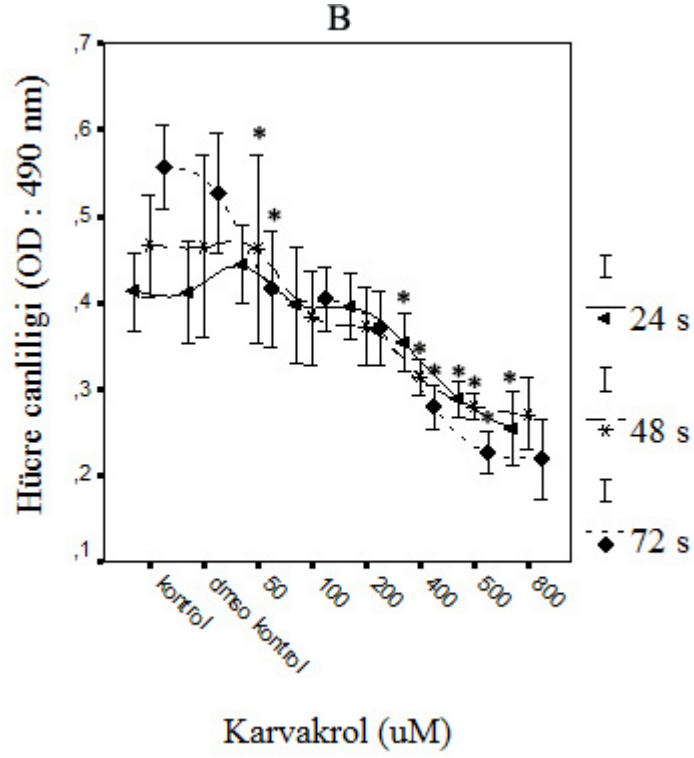 B
Hücre canliligi (OD : 490 nm)
,7
,6
,5
,4
,3
,2
,1
kontrol
dmso kontrol
50
100
200
400
500
800
Karvakrol (uM)
24 s
48 s
72 s